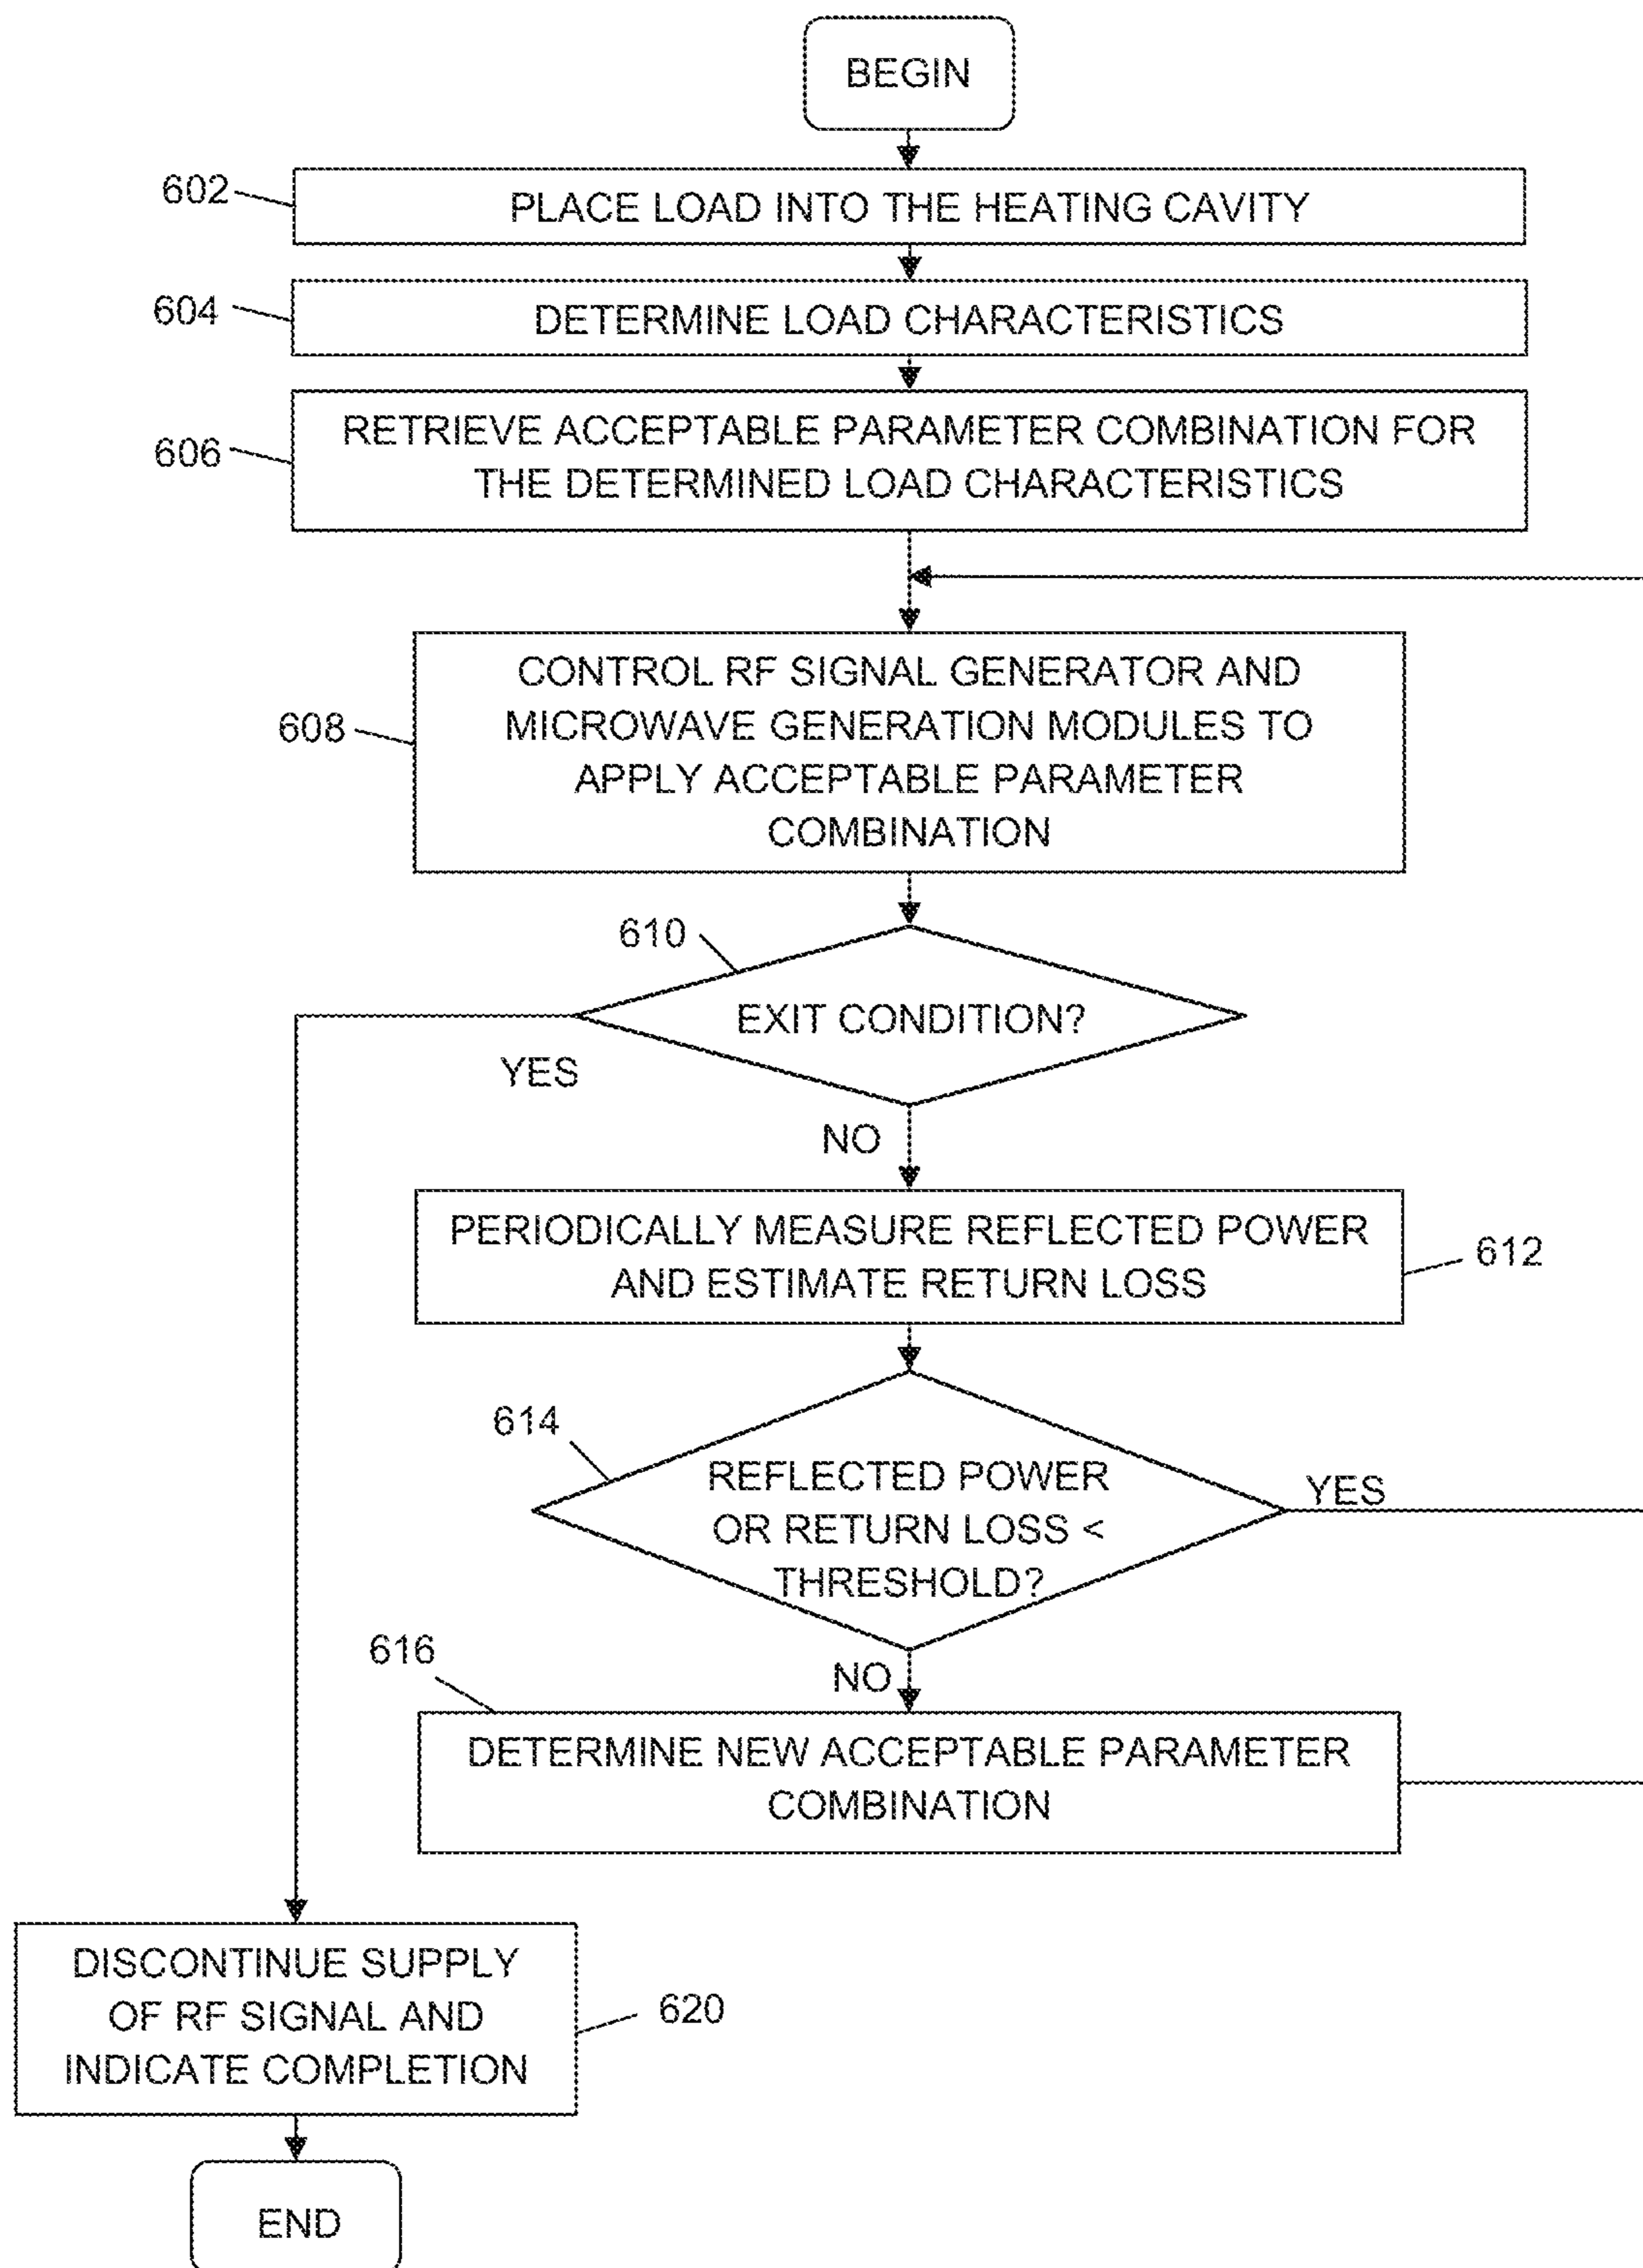 BEGIN
602
PLACE LOAD INTO THE HEATING CAVITY
604
DETERMINE LOAD CHARACTERISTICS
606
RETRIEVE ACCEPTABLE PARAMETER COMBINATION FOR
THE DETERMINED LOAD CHARACTERISTICS
608
CONTROL RF SIGNAL GENERATOR AND
MICROWAVE GENERATION MODULES TO
APPLY ACCEPTABLE PARAMETER
COMBINATION
610
EXIT CONDITION?
YES
NO
PERIODICALLY MEASURE REFLECTED POWER
AND ESTIMATE RETURN LOSS
612
614
REFLECTED POWER
OR RETURN LOSS <
THRESHOLD?
YES
NO
616
DETERMINE NEW ACCEPTABLE PARAMETER
COMBINATION
DISCONTINUE SUPPLY
OF RF SIGNAL AND
INDICATE COMPLETION
620
END